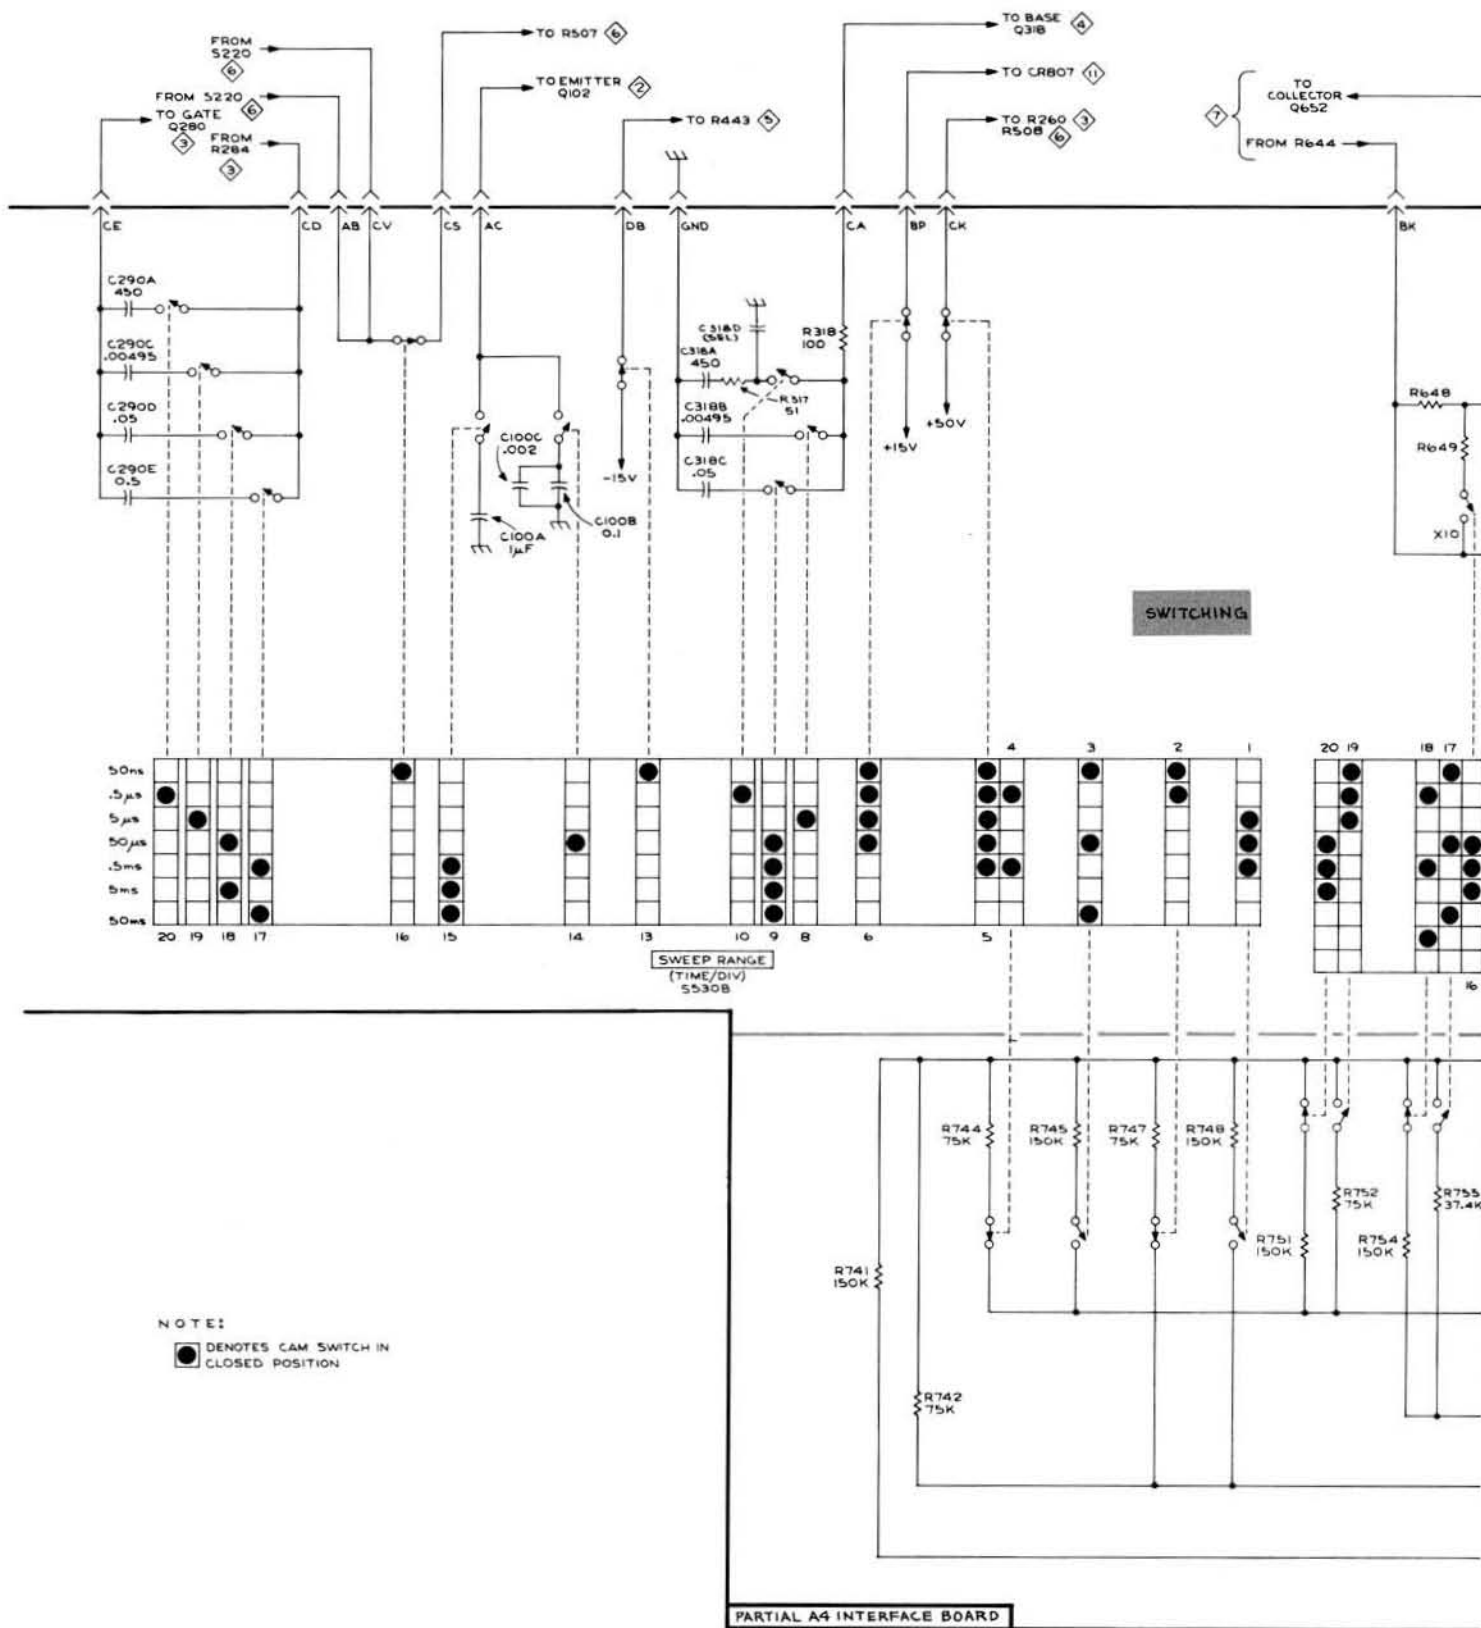 TO BASE
Q318 4
TO R507 6
FROM
S220
6
TO EMITTER 2
Q102
TO CR807 11
FROM S220 6
TO GATE
Q280
3
FROM
R284
3
TO R443 5
TO R260 3
R508 6
7
TO
COLLECTOR
Q652
FROM R644
CE
CD
AB
CV
CS
AC
DB
GND
CA
BP
CK
BK
C290A
450
C290C
.00495
C290D
.05
C290E
0.5
C100C
.002
C100B
0.1
C100A
1µF
-15V
C318D
(SEL)
C318A
450
R317
51
C318B
.00495
C318C
.05
R318
100
+15V
+50V
R648
R649
X10
SWITCHING
4 3 2 1 20 19 18 17
50ns
.5µs
5µs
50µs
.5ms
5ms
50ms
20 19 18 17 16 15 14 13 10 9 8 6 5
16
SWEEP RANGE
(TIME/DIV)
S530B
R744
75K
R745
150K
R747
75K
R748
150K
R751
150K
R752
75K
R754
150K
R755
37.4K
R741
150K
R742
75K
NOTE:
DENOTES CAM SWITCH IN
CLOSED POSITION
PARTIAL A4 INTERFACE BOARD